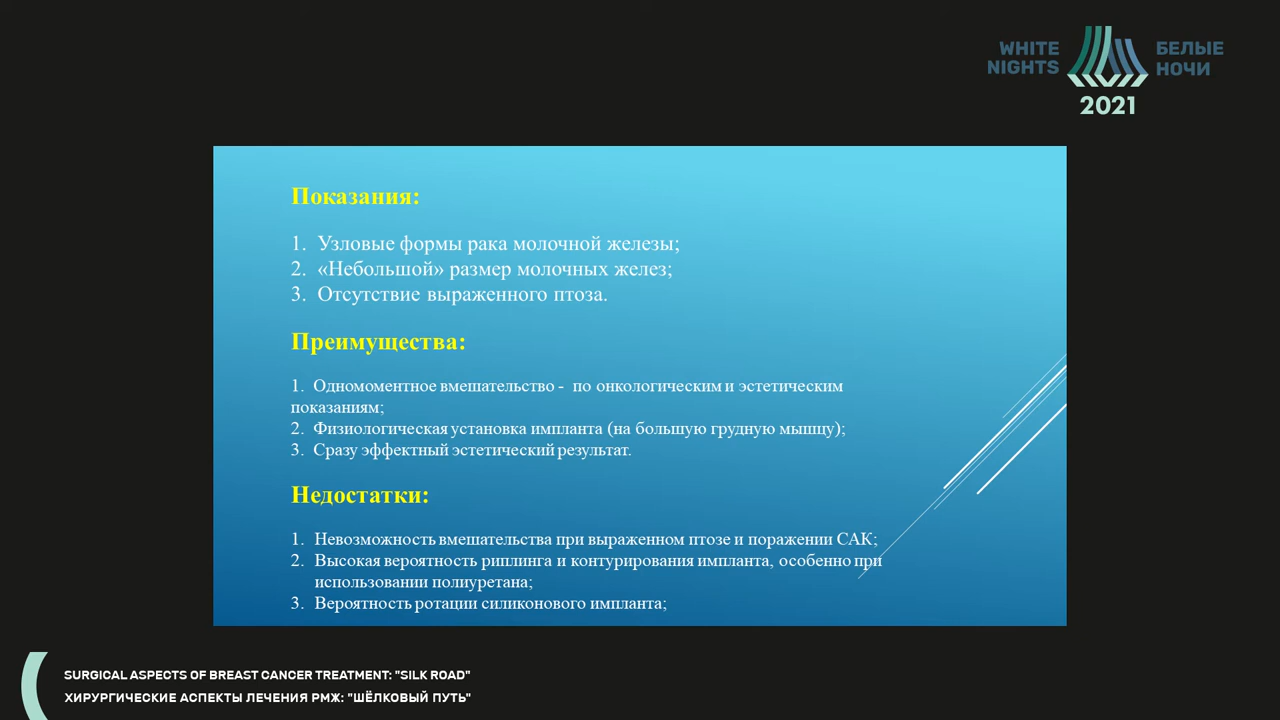 WHITE
NIGHTS
БЕЛЫЕ
НОЧИ
2021
Показания:
1. Узловые формы рака молочной железы;
2. «Небольшой» размер молочных желез;
3. Отсутствие выраженного птоза.
Преимущества:
1. Одномоментное вмешательство - по онкологическим и эстетическим
показаниям;
2. Физиологическая установка импланта (на большую грудную мышцу);
3. Сразу эффектный эстетический результат.
Недостатки:
1. Невозможность вмешательства при выраженном птозе и поражении САК;
2. Высокая вероятность риплинга и контурирования импланта, особенно при
использовании полиуретана;
3. Вероятность ротации силиконового импланта;
SURGICAL ASPECTS OF BREAST CANCER TREATMENT: "SILK ROAD"
ХИРУРГИЧЕСКИЕ АСПЕКТЫ ЛЕЧЕНИЯ РМЖ: "ШЁЛКОВЫЙ ПУТЬ"